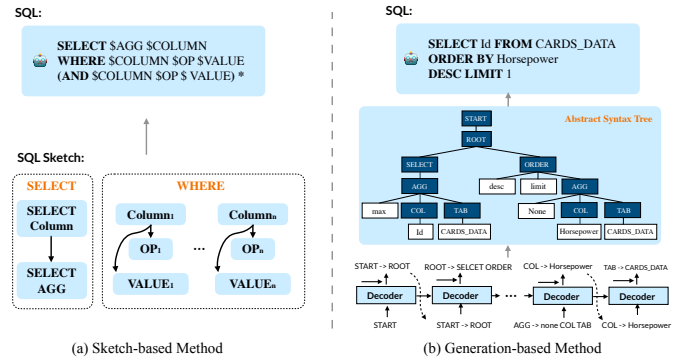 SQL:
SELECT $AGG $COLUMN
WHERE $COLUMN $OP $VALUE
(AND $COLUMN $OP $ VALUE) *
SQL Sketch:
SELECT
WHERE
SELECT
Column
SELECT
AGG
Column1
OP1
VALUE1
...
Columnn
OPn
VALUEn
(a) Sketch-based Method
SQL:
SELECT Id FROM CARDS_DATA
ORDER BY Horsepower
DESC LIMIT 1
Abstract Syntax Tree
START
ROOT
SELECT
ORDER
AGG
desc
limit
AGG
max
COL
TAB
None
COL
TAB
Id
CARDS_DATA
Horsepower
CARDS_DATA
START -> ROOT
ROOT -> SELCET ORDER
COL -> Horsepower
TAB -> CARDS_DATA
Decoder
Decoder
...
Decoder
Decoder
START
START -> ROOT
AGG -> none COL TAB
COL -> Horsepower
(b) Generation-based Method